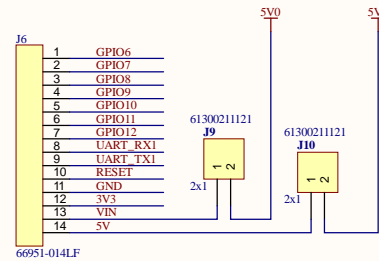 J6
1 GPIO6
2 GPIO7
3 GPIO8
4 GPIO9
5 GPIO10
6 GPIO11
7 GPIO12
8 UART_RX1
9 UART_TX1
10 RESET
11 GND
12 3V3
13 VIN
14 5V
66951-014LF
5V0
61300211121
J9
1 2
2x1
61300211121
J10
1 2
2x1